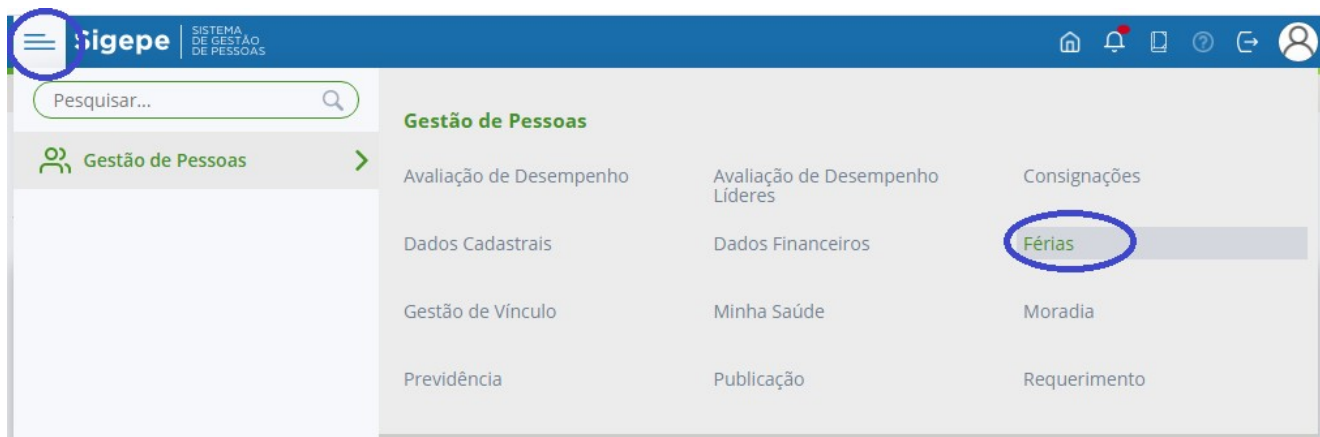 Sigepe
SISTEMA
DE GESTÃO
DE PESSOAS
Pesquisar...
Gestão de Pessoas
Gestão de Pessoas
Avaliação de Desempenho
Avaliação de Desempenho
Líderes
Consignações
Dados Cadastrais
Dados Financeiros
Férias
Gestão de Vínculo
Minha Saúde
Moradia
Previdência
Publicação
Requerimento